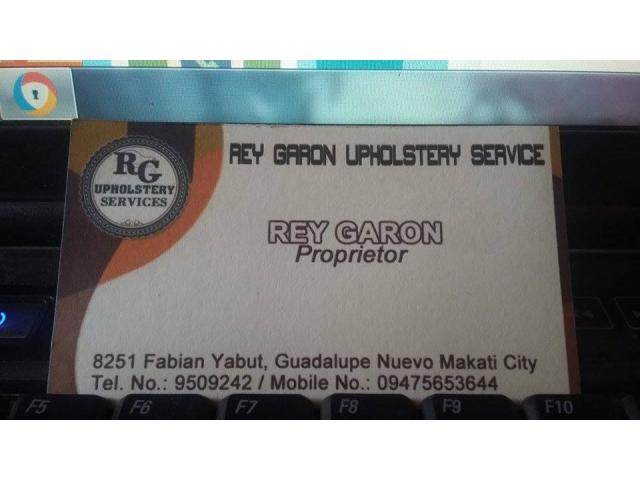 RG
UPHOLSTERY
SERVICES
REY GARON UPHOLSTERY SERVICE
REY GARON
Proprietor
8251 Fabian Yabut, Guadalupe Nuevo Makati City
Tel. No.: 9509242 / Mobile No.: 09475653644
F5 F6 F7 F8 F9 F10